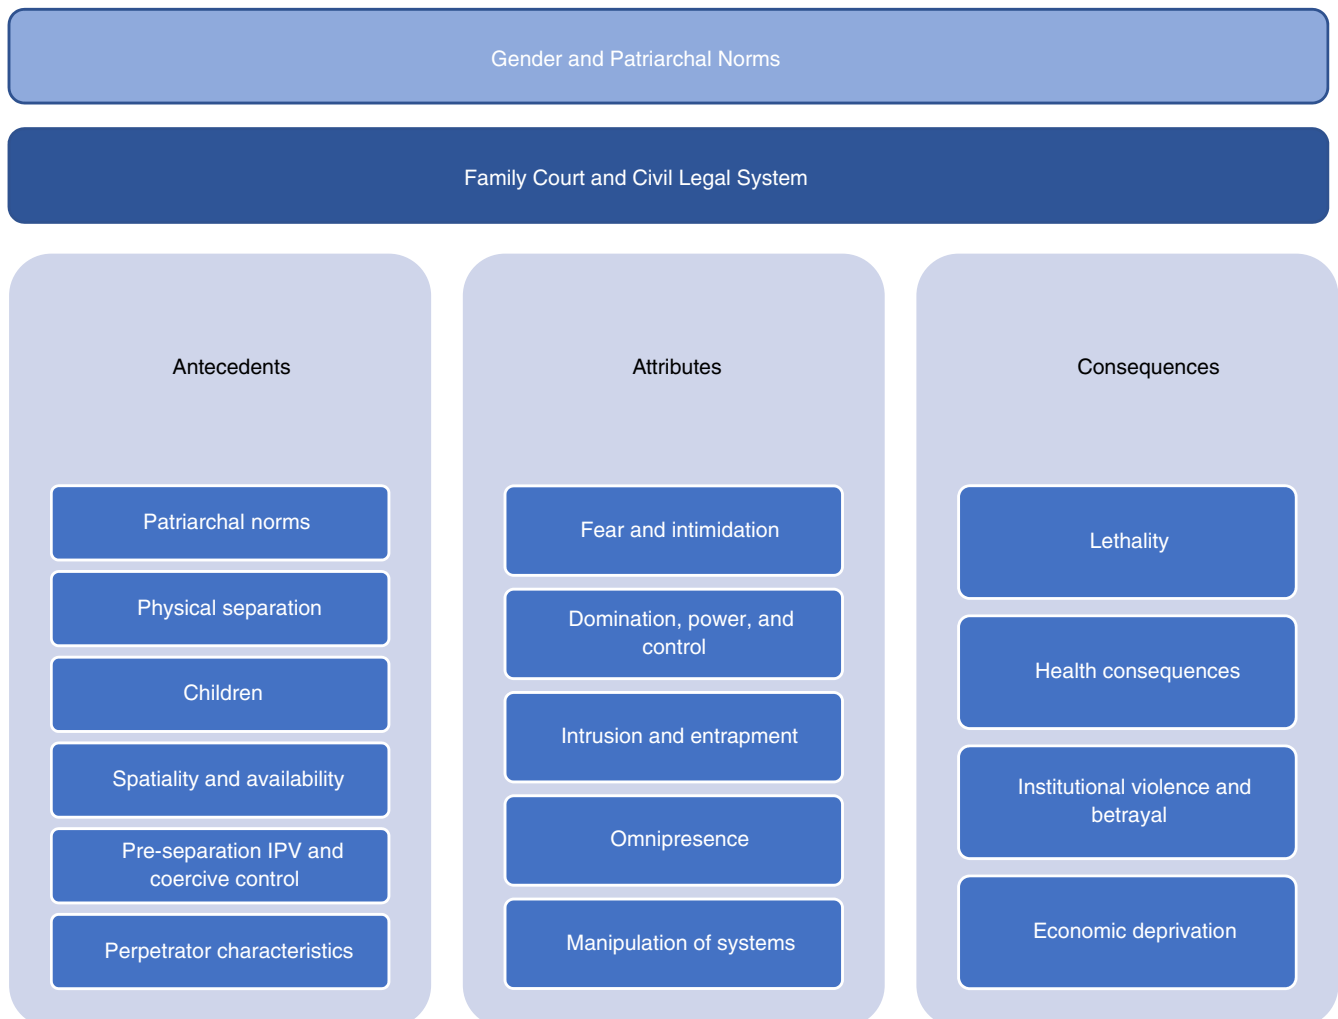 Gender and Patriarchal Norms
Family Court and Civil Legal System
Antecedents
Patriarchal norms
Physical separation
Children
Spatiality and availability
Pre-separation IPV and
coercive control
Perpetrator characteristics
Attributes
Fear and intimidation
Domination, power, and
control
Intrusion and entrapment
Omnipresence
Manipulation of systems
Consequences
Lethality
Health consequences
Institutional violence and
betrayal
Economic deprivation